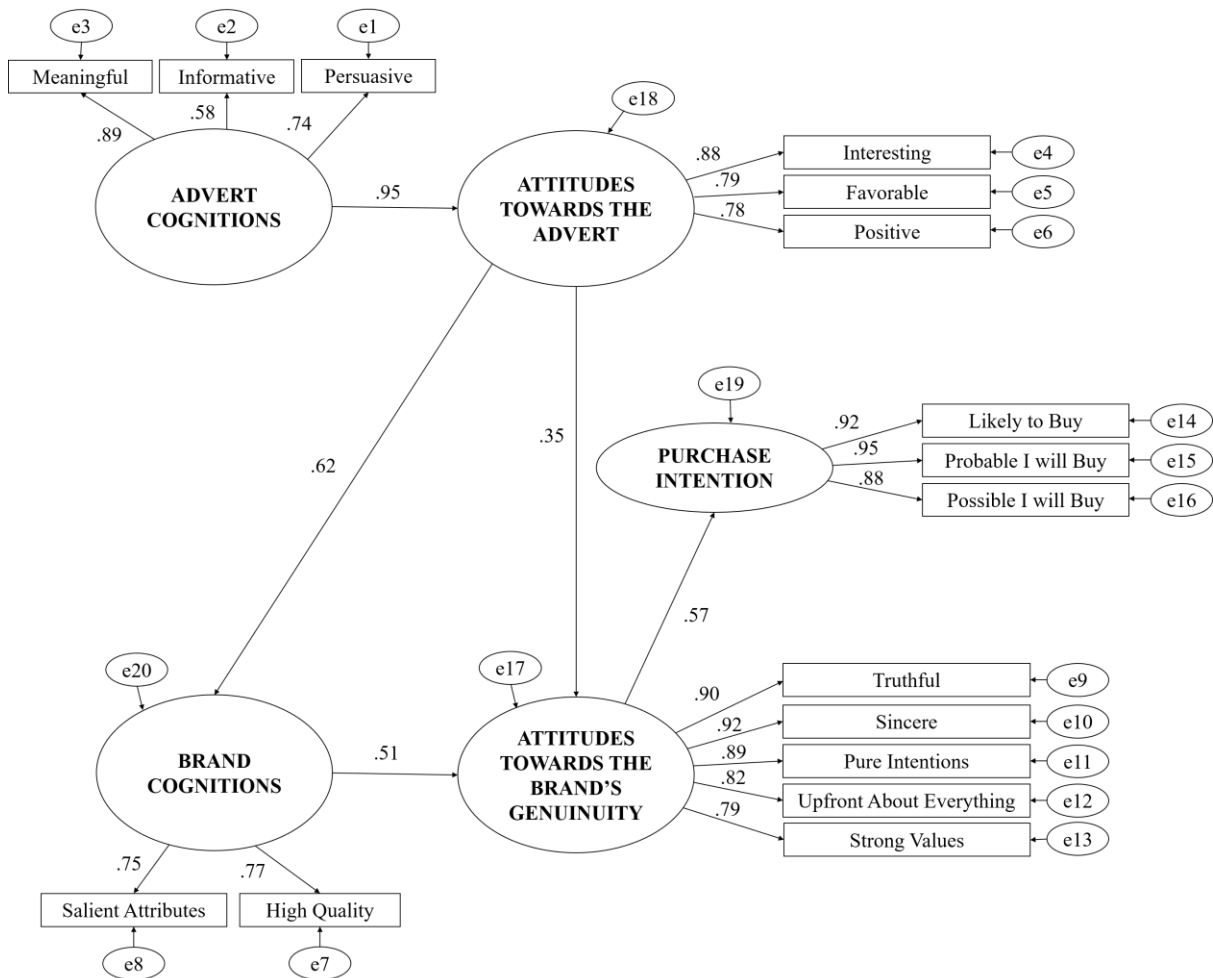 e3
e2
e1
Meaningful
Informative
Persuasive
.89
.58
.74
ADVERT
COGNITIONS
.95
e18
ATTITUDES
TOWARDS THE
ADVERT
.88
.79
.78
Interesting
Favorable
Positive
e4
e5
e6
.62
.35
e19
PURCHASE
INTENTION
.92
.95
.88
Likely to Buy
Probable I will Buy
Possible I will Buy
e14
e15
e16
.57
e20
BRAND
COGNITIONS
.51
e17
ATTITUDES
TOWARDS THE
BRAND’S
GENUINUITY
.90
.92
.89
.82
.79
Truthful
Sincere
Pure Intentions
Upfront About Everything
Strong Values
e9
e10
e11
e12
e13
.75
.77
Salient Attributes
High Quality
e8
e7